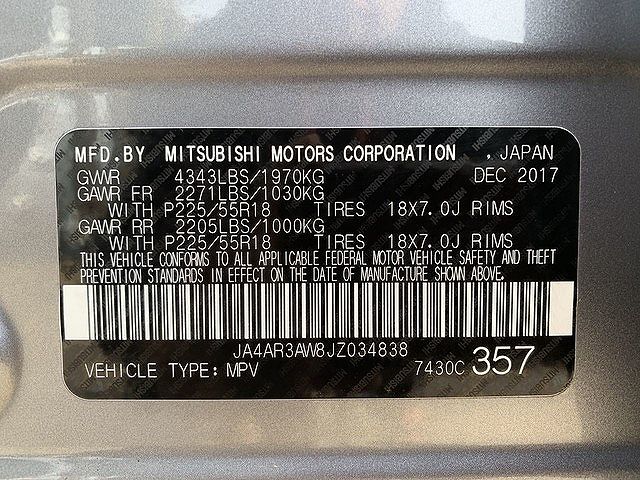 MFD.BY MITSUBISHI MOTORS CORPORATION , JAPAN
GVWR 4343LBS/1970KG DEC 2017
GAWR FR 2271LBS/1030KG
WITH P225/55R18 TIRES 18X7.0J RIMS
GAWR RR 2205LBS/1000KG
WITH P225/55R18 TIRES 18X7.0J RIMS
THIS VEHICLE CONFORMS TO ALL APPLICABLE FEDERAL MOTOR VEHICLE SAFETY AND THEFT
PREVENTION STANDARDS IN EFFECT ON THE DATE OF MANUFACTURE SHOWN ABOVE.
JA4AR3AW8JZ034838
VEHICLE TYPE: MPV 7430C 357